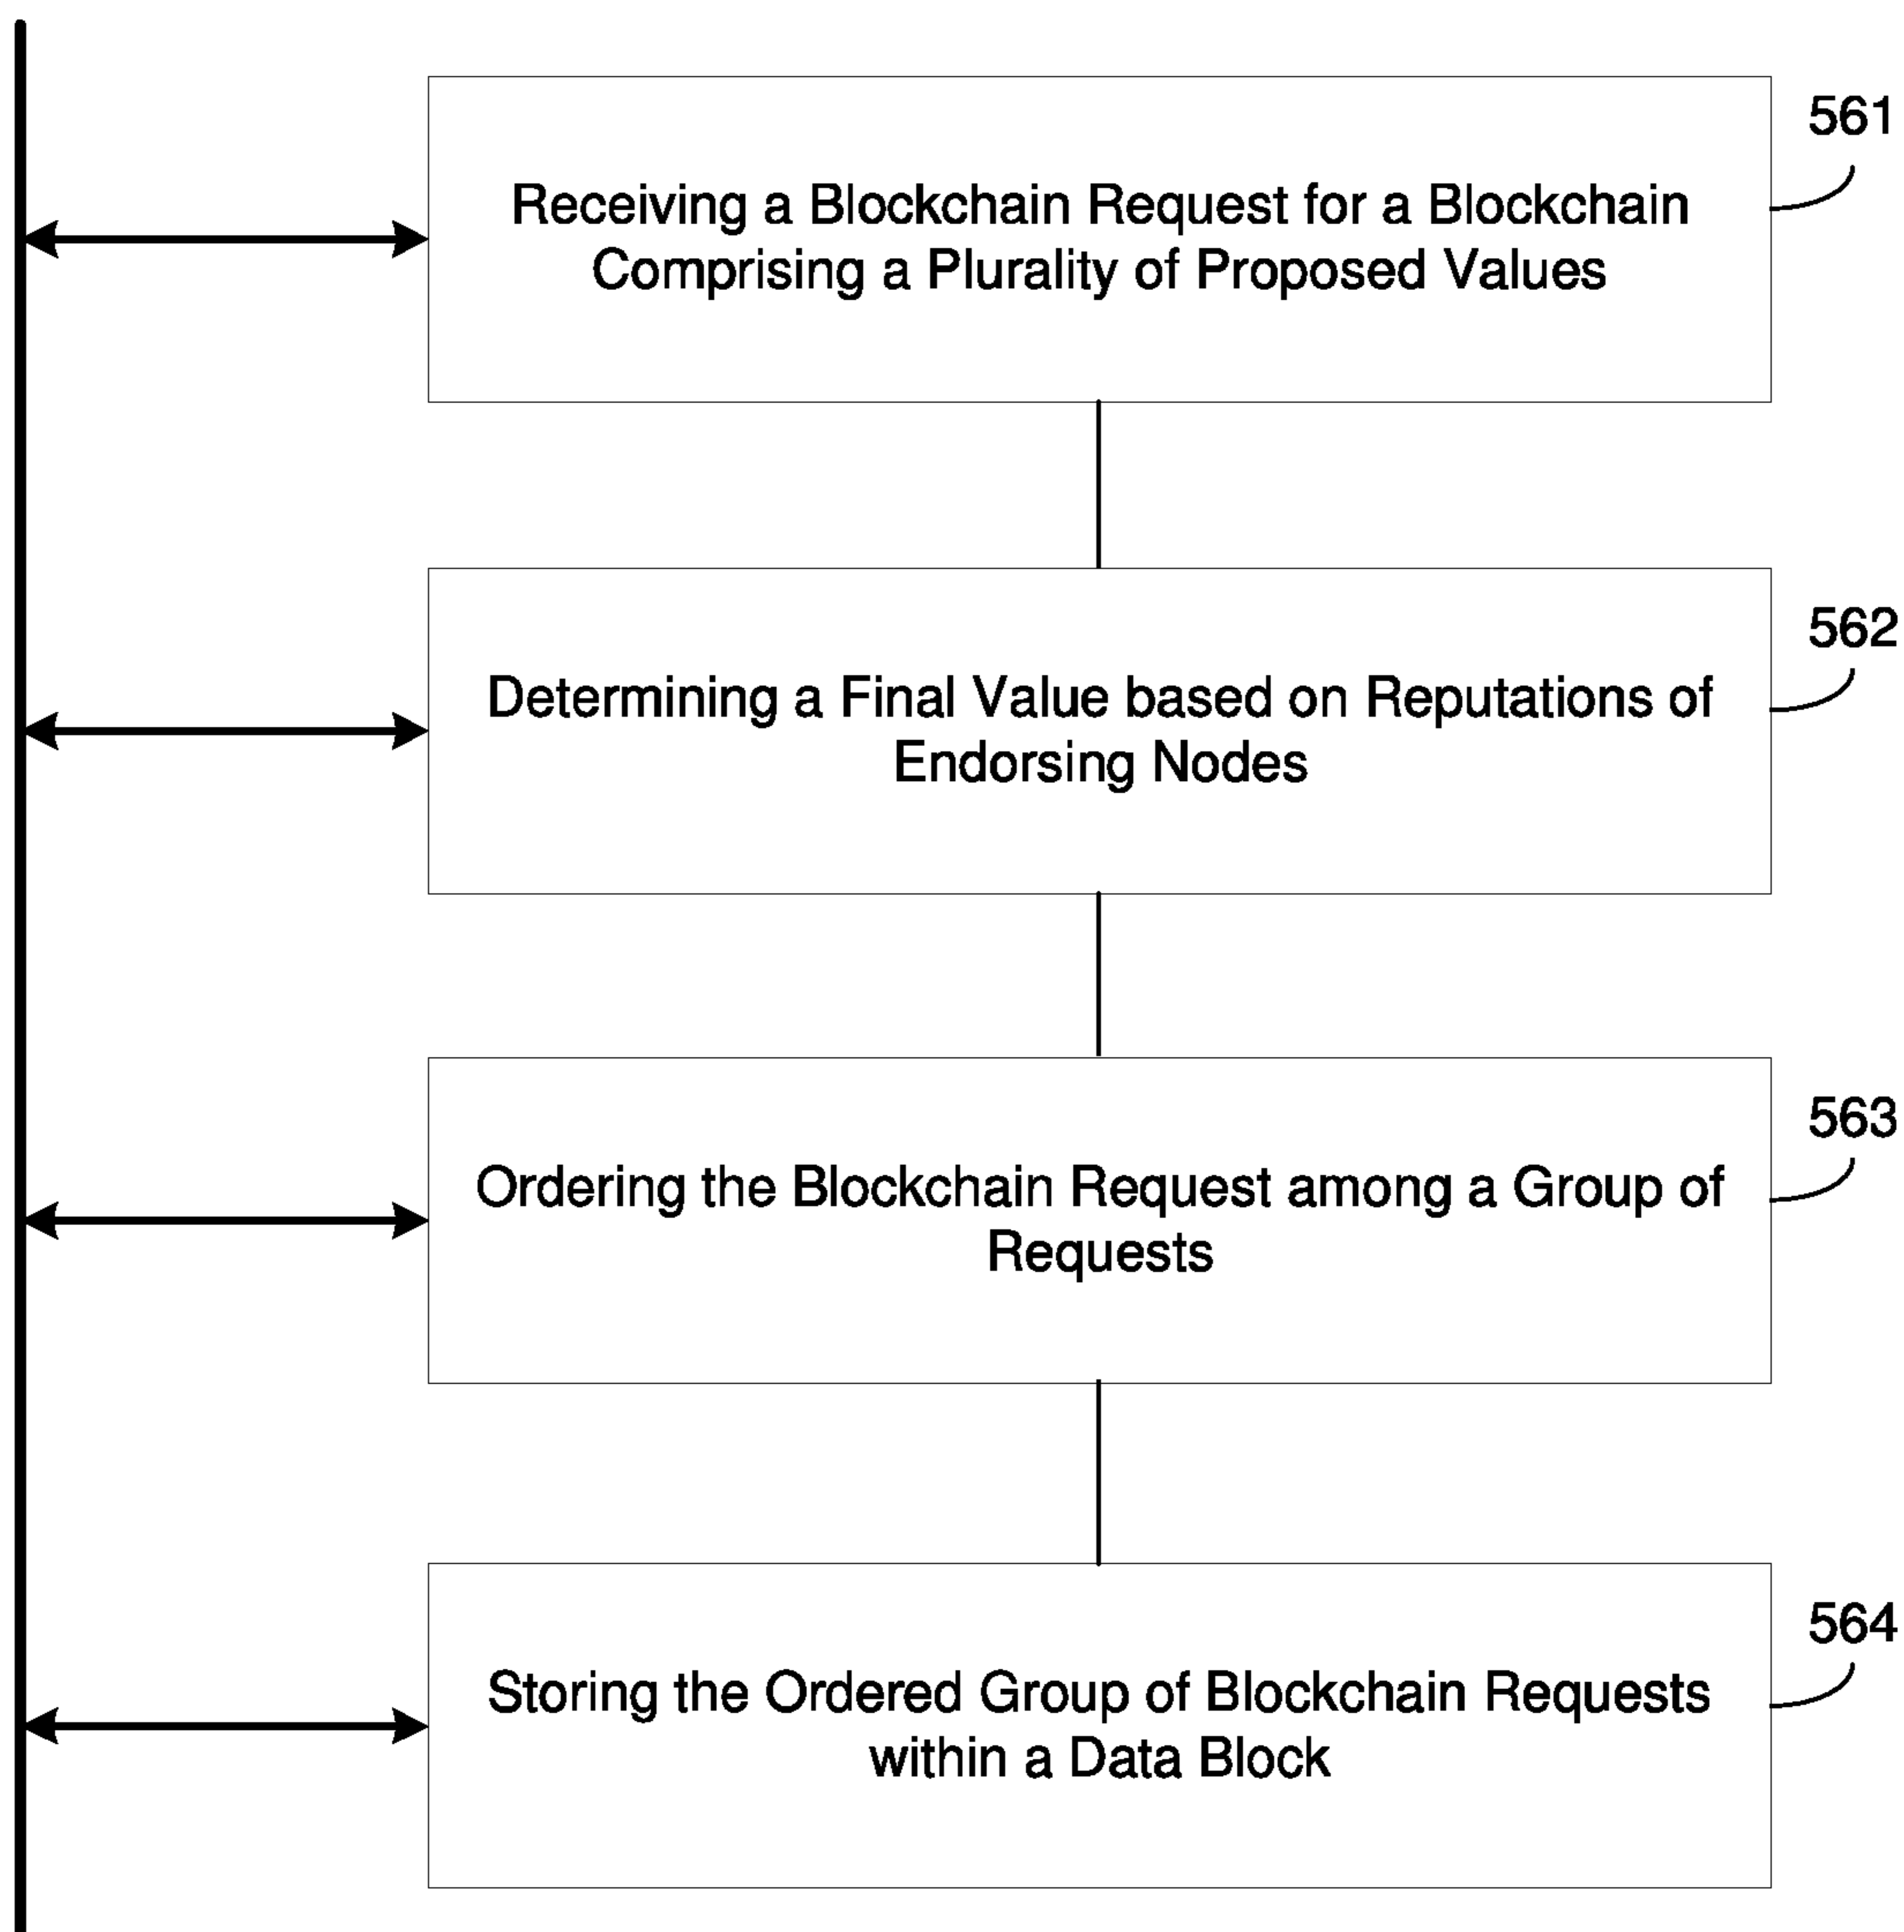 561
Receiving a Blockchain Request for a Blockchain
Comprising a Plurality of Proposed Values
562
Determining a Final Value based on Reputations of
Endorsing Nodes
563
Ordering the Blockchain Request among a Group of
Requests
564
Storing the Ordered Group of Blockchain Requests
within a Data Block